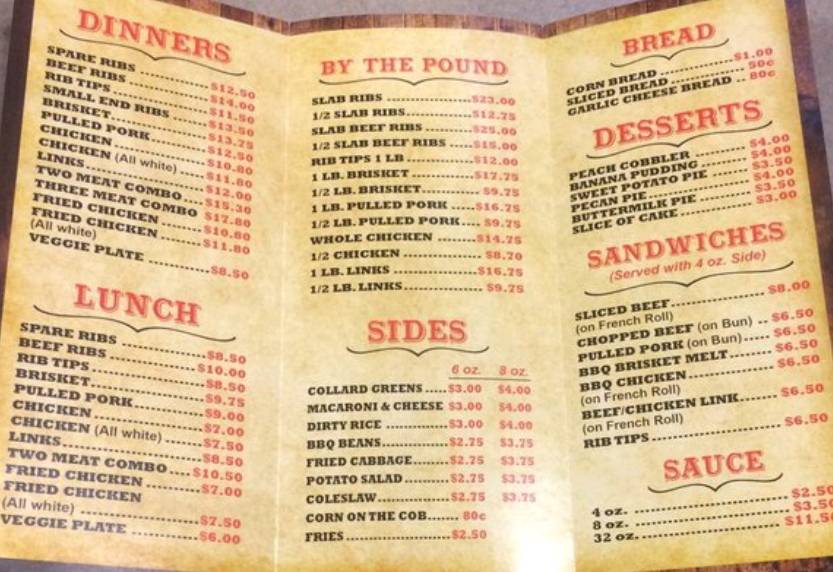 DINNERS
SPARE RIBS ........... $12.50
BEEF RIBS ........... $14.00
RIB TIPS ........... $11.50
SMALL END RIBS ........... $13.50
BRISKET ........... $13.75
PULLED PORK ........... $12.50
CHICKEN ........... $10.80
CHICKEN (All white) ........... $11.80
LINKS ........... $12.00
TWO MEAT COMBO ........... $15.30
THREE MEAT COMBO $17.80
FRIED CHICKEN ........... $10.80
FRIED CHICKEN ........... $11.80
(All white)
VEGGIE PLATE ........... $8.50
LUNCH
SPARE RIBS ........... $8.50
BEEF RIBS ........... $10.00
RIB TIPS ........... $8.50
BRISKET ........... $9.75
PULLED PORK ........... $9.00
CHICKEN ........... $7.00
CHICKEN (All white) ........... $7.50
LINKS ........... $8.50
TWO MEAT COMBO .... $10.50
FRIED CHICKEN ........... $7.00
FRIED CHICKEN
(All white) ........... $7.50
VEGGIE PLATE ........... $6.00
BY THE POUND
SLAB RIBS ........... $23.00
1/2 SLAB RIBS ........... $12.75
SLAB BEEF RIBS ........... $25.00
1/2 SLAB BEEF RIBS ........... $15.00
RIB TIPS 1 LB ........... $12.00
1 LB. BRISKET ........... $17.75
1/2 LB. BRISKET ........... $9.75
1 LB. PULLED PORK ........... $16.75
1/2 LB. PULLED PORK .... $9.75
WHOLE CHICKEN ........... $14.75
1/2 CHICKEN ........... $8.70
1 LB. LINKS ........... $16.75
1/2 LB. LINKS ........... $9.75
SIDES
6 oz. 8 oz.
COLLARD GREENS ..... $3.00 $4.00
MACARONI & CHEESE $3.00 $4.00
DIRTY RICE ........... $3.00 $4.00
BBQ BEANS ........... $2.75 $3.75
FRIED CABBAGE ........... $2.75 $3.75
POTATO SALAD ........... $2.75 $3.75
COLESLAW ........... $2.75 $3.75
CORN ON THE COB ....... 80¢
FRIES ........... $2.50
BREAD
CORN BREAD ........... $1.00
SLICED BREAD ........... 50¢
GARLIC CHEESE BREAD .. 80¢
DESSERTS
PEACH COBBLER ........... $4.00
BANANA PUDDING ........... $4.00
SWEET POTATO PIE ........... $3.50
PECAN PIE ........... $4.00
BUTTERMILK PIE ........... $3.50
SLICE OF CAKE ........... $3.00
SANDWICHES
(Served with 4 oz. Side)
SLICED BEEF ........... $8.00
(on French Roll)
CHOPPED BEEF (on Bun) .. $6.50
PULLED PORK (on Bun) ..... $6.50
BBQ BRISKET MELT ........... $6.50
BBQ CHICKEN ........... $6.50
(on French Roll)
BEEF/CHICKEN LINK ........... $6.50
(on French Roll)
RIB TIPS ........... $6.50
SAUCE
4 oz. ........... $2.50
8 oz. ........... $3.50
32 oz. ........... $11.50